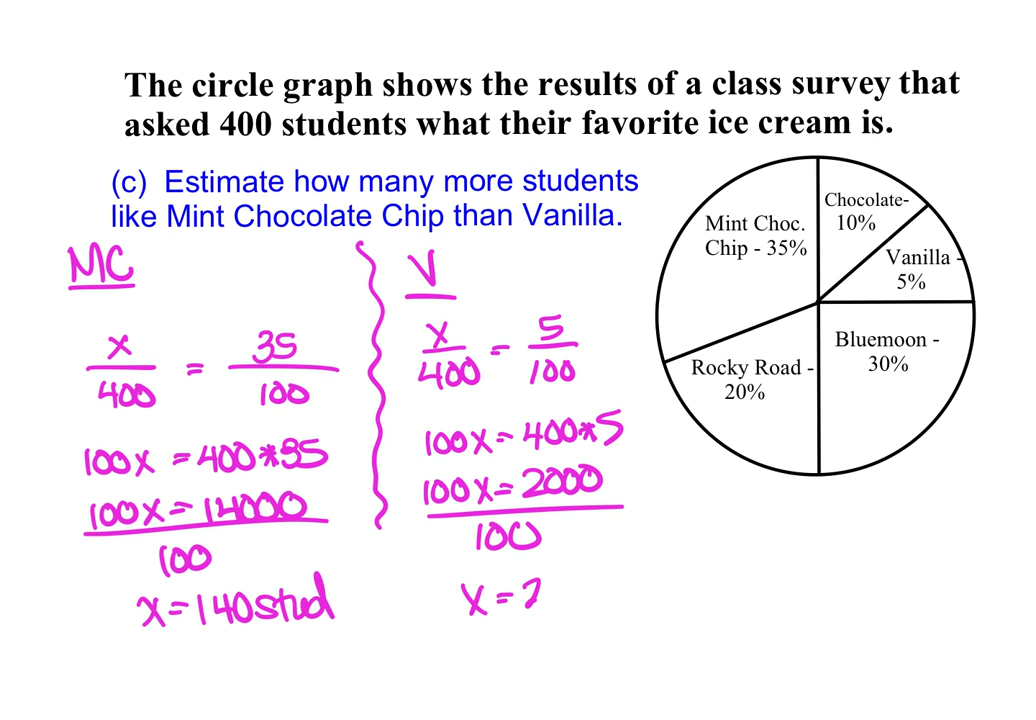 The circle graph shows the results of a class survey that
asked 400 students what their favorite ice cream is.
(c) Estimate how many more students
like Mint Chocolate Chip than Vanilla.
MC
x/400 = 35/100
100x = 400*35
100x = 14000
100
x = 140 stud
V
x/400 = 5/100
100x = 400*5
100x = 2000
100
x = 2
Chocolate-
10%
Mint Choc.
Chip - 35%
Vanilla -
5%
Bluemoon -
30%
Rocky Road -
20%